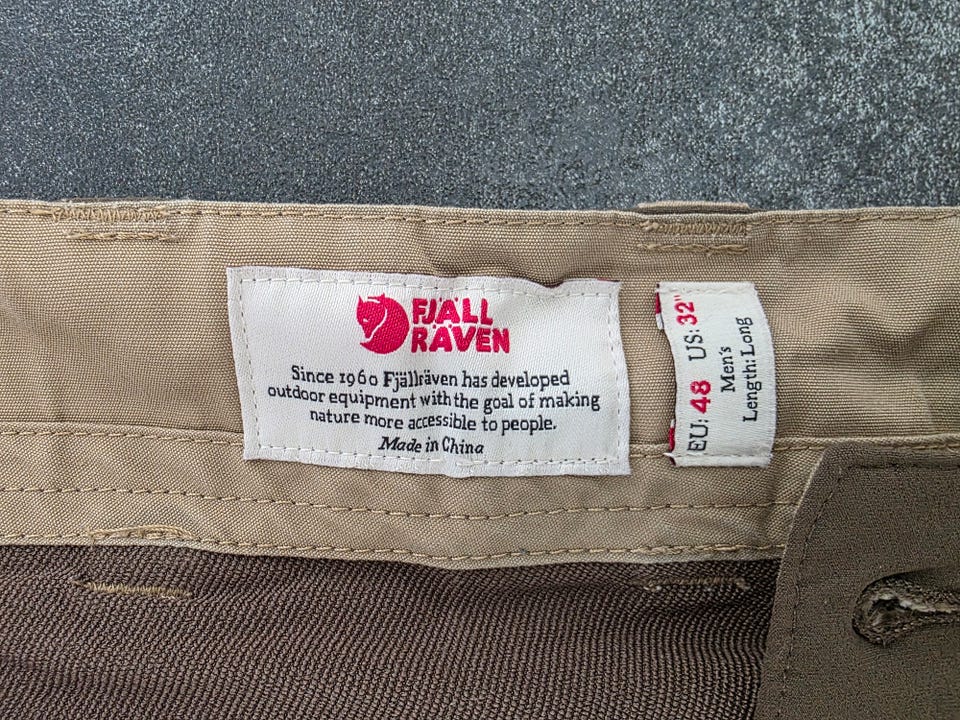 FJÄLL
RÄVEN
Since 1960 Fjällräven has developed
outdoor equipment with the goal of making
nature more accessible to people.
Made in China
EU: 48 US: 32"
Men's
Length: Long